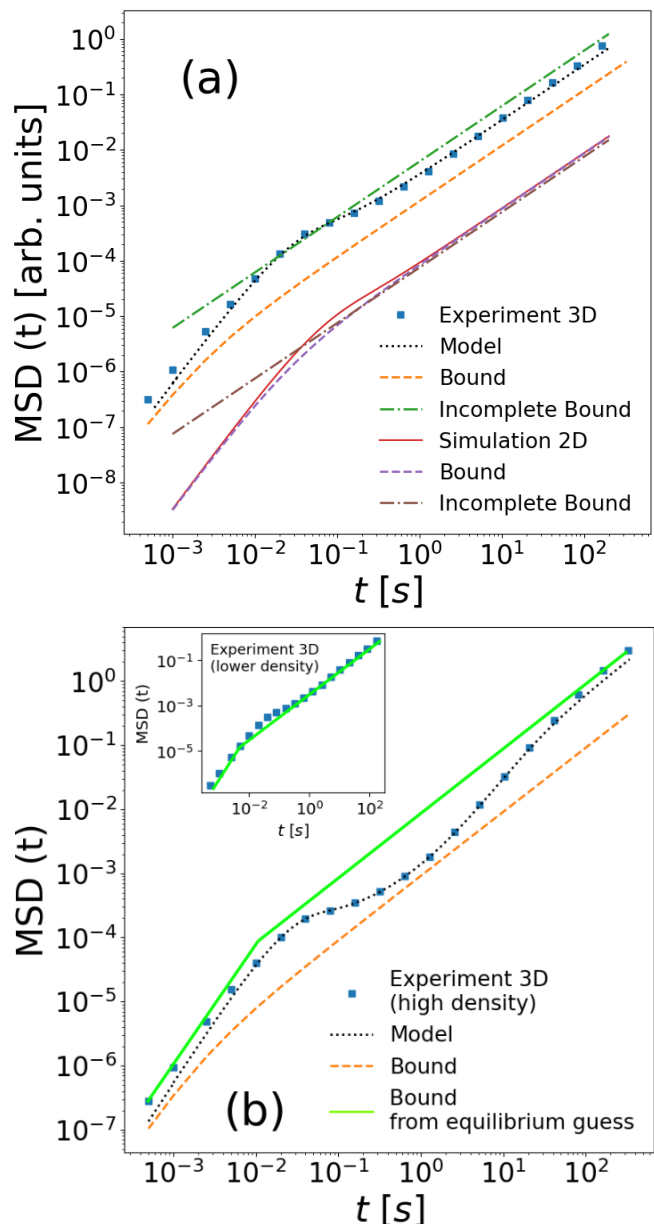 (a)
MSD (t) [arb. units]
10^0
10^-1
10^-2
10^-3
10^-4
10^-5
10^-6
10^-7
10^-8
Experiment 3D
Model
Bound
Incomplete Bound
Simulation 2D
Bound
Incomplete Bound
10^-3 10^-2 10^-1 10^0 10^1 10^2
t [s]
MSD (t)
10^0
10^-1
10^-2
10^-3
10^-4
10^-5
10^-6
10^-7
Experiment 3D
(lower density)
MSD (t)
10^-1
10^-3
10^-5
10^-2 10^0 10^2
t [s]
Experiment 3D
(high density)
Model
Bound
Bound
from equilibrium guess
(b)
10^-3 10^-2 10^-1 10^0 10^1 10^2
t [s]